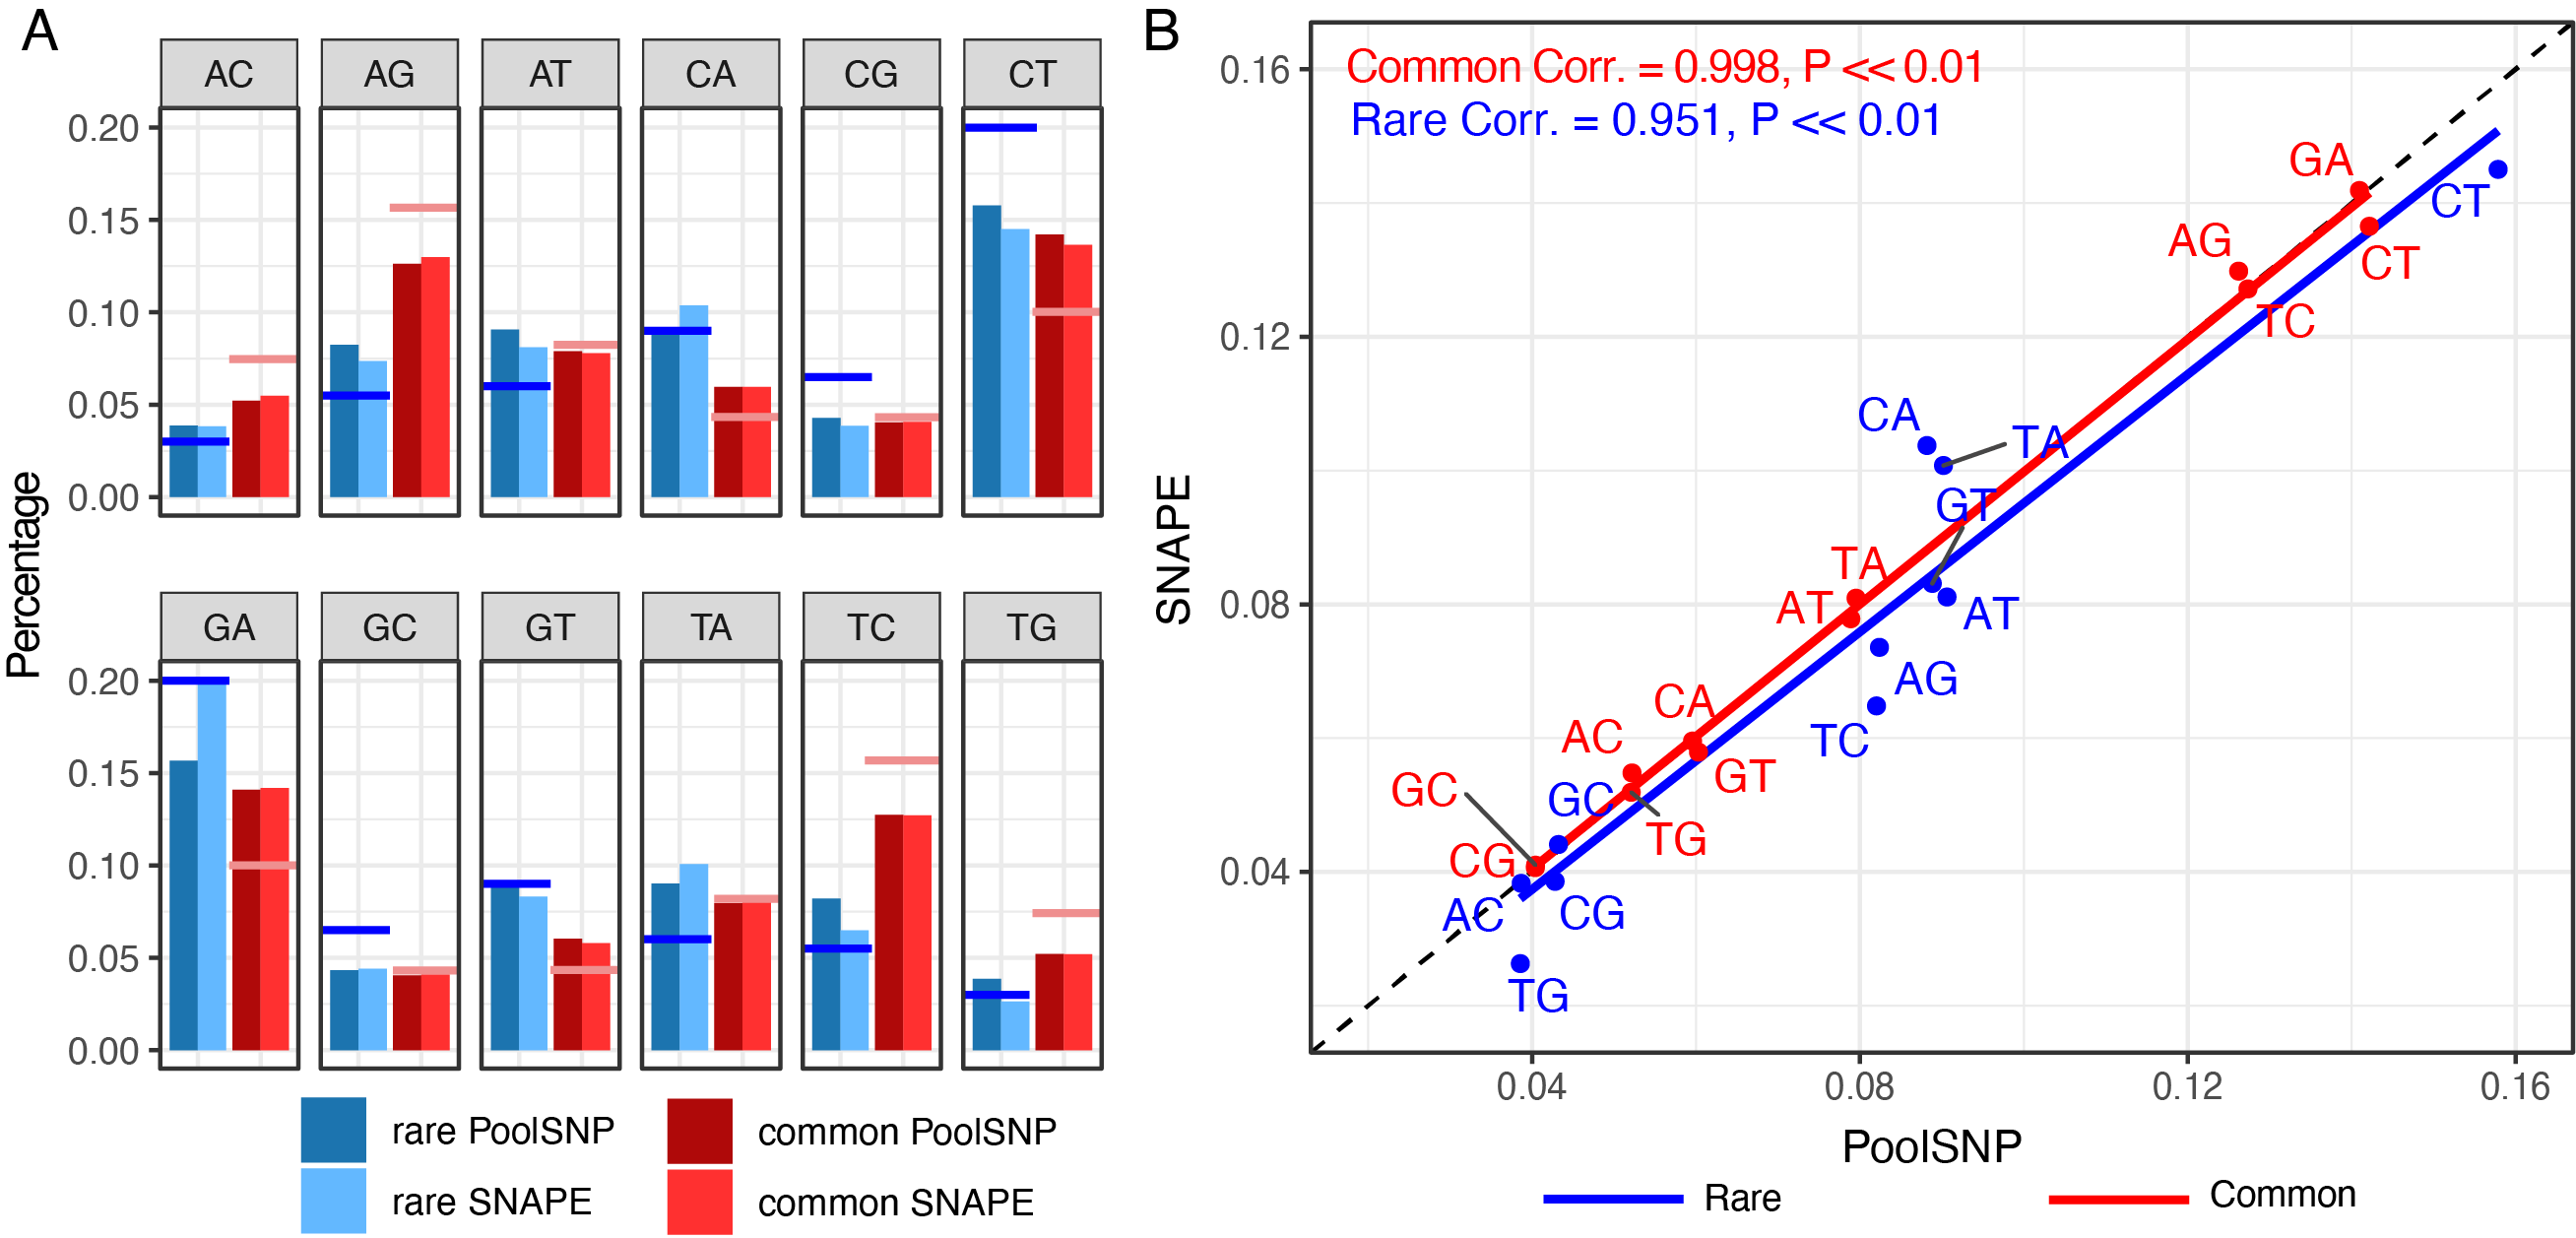 A
AC AG AT CA CG CT
0.20
0.15
0.10
0.05
0.00
Percentage
GA GC GT TA TC TG
0.20
0.15
0.10
0.05
0.00
rare PoolSNP
common PoolSNP
rare SNAPE
common SNAPE
B
Common Corr. = 0.998, P << 0.01
Rare Corr. = 0.951, P << 0.01
0.16
0.12
0.08
0.04
SNAPE
GA
CT
AG
CT
TC
CA
TA
GT
TA
AT
AT
AG
CA
AC
TC
GC
GC
GT
TG
CG
AC
CG
TG
0.04 0.08 0.12 0.16
PoolSNP
Rare
Common